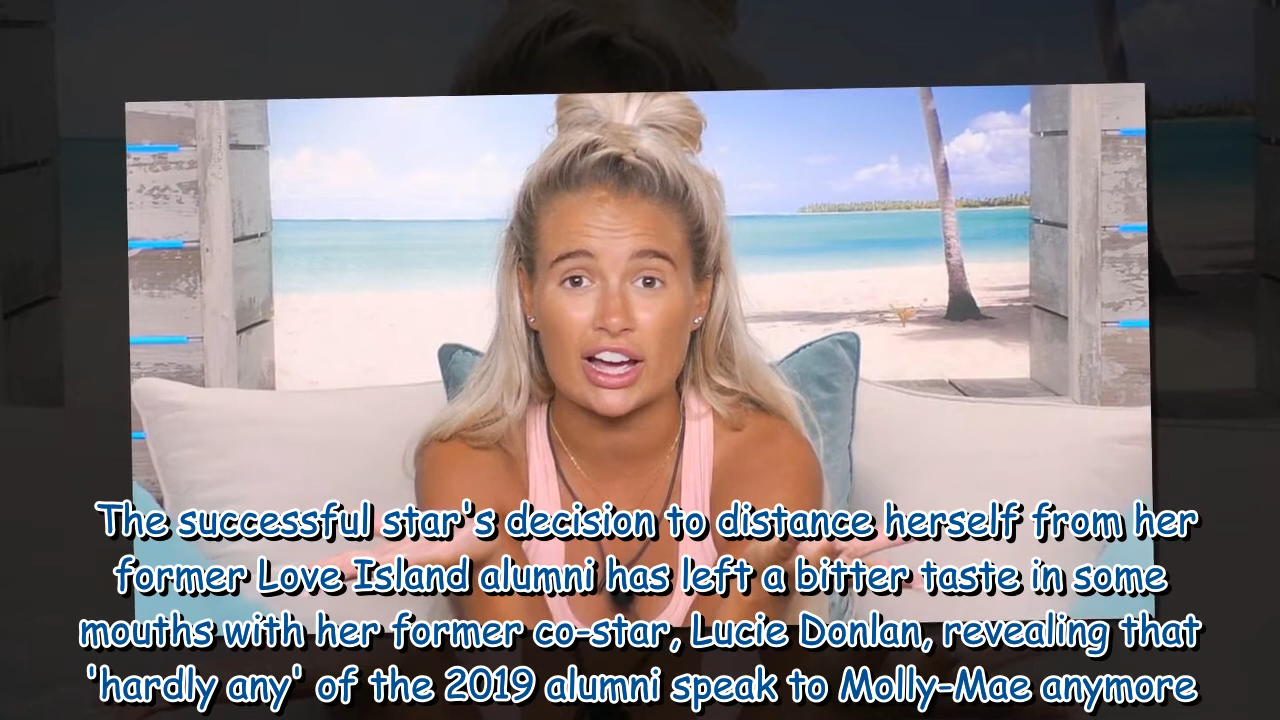 The successful star's decision to distance herself from her
former Love Island alumni has left a bitter taste in some
mouths with her former co-star, Lucie Donlan, revealing that
'hardly any' of the 2019 alumni speak to Molly-Mae anymore